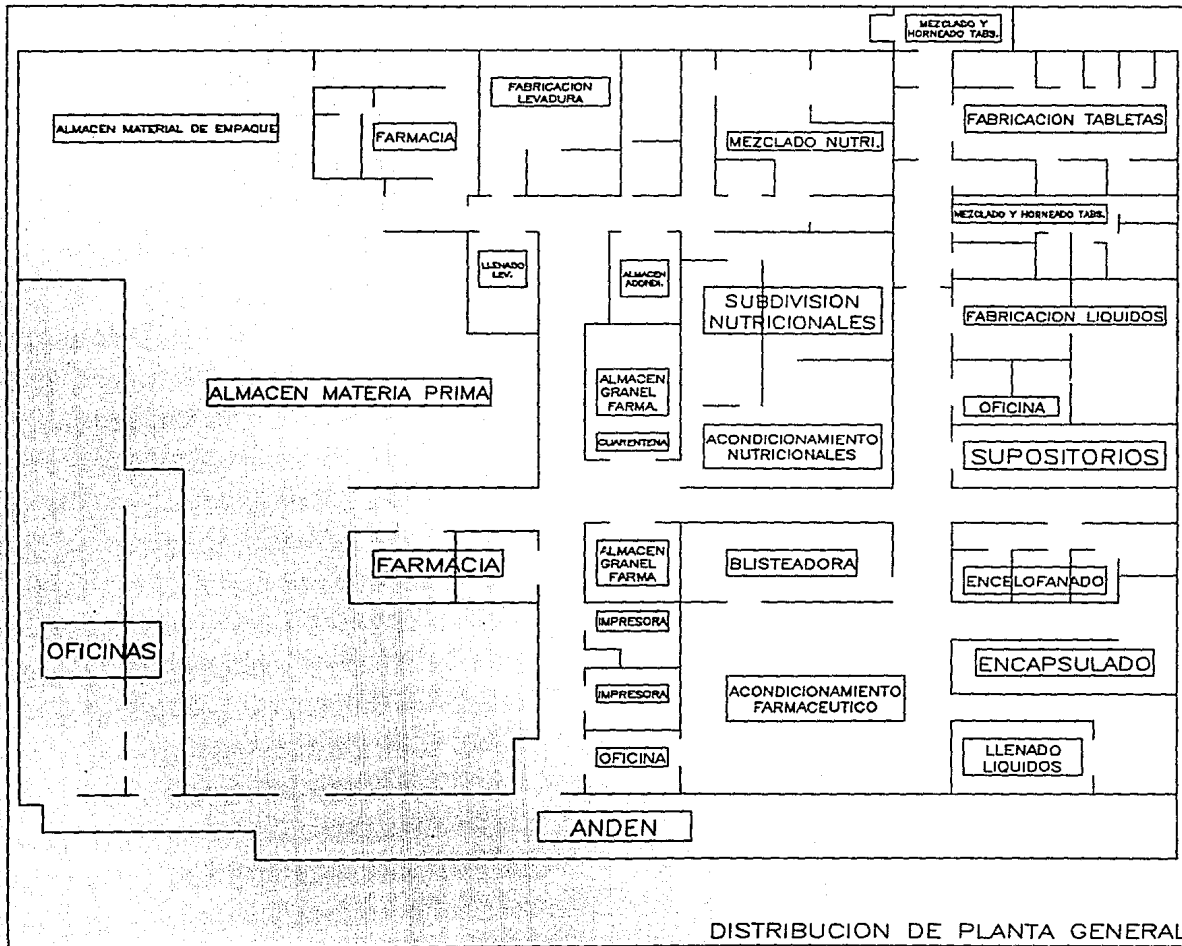 MEZCLADO Y
HORNEADO TABS.
ALMACEN MATERIAL DE EMPAQUE
FARMACIA
FABRICACION
LEVADURA
MEZCLADO NUTRI.
FABRICACION TABLETAS
MEZCLADO Y HORNEADO TABS.
LLENADO
LEV.
ALMACEN
ACONDI.
SUBDIVISION
NUTRICIONALES
FABRICACION LIQUIDOS
ALMACEN MATERIA PRIMA
ALMACEN
GRANEL
FARMA.
CUARENTENA
ACONDICIONAMIENTO
NUTRICIONALES
OFICINA
SUPOSITORIOS
FARMACIA
ALMACEN
GRANEL
FARMA
BLISTEADORA
ENCELOFANADO
IMPRESORA
OFICINAS
ENCAPSULADO
IMPRESORA
ACONDICIONAMIENTO
FARMACEUTICO
OFICINA
LLENADO
LIQUIDOS
ANDEN
DISTRIBUCION DE PLANTA GENERAL